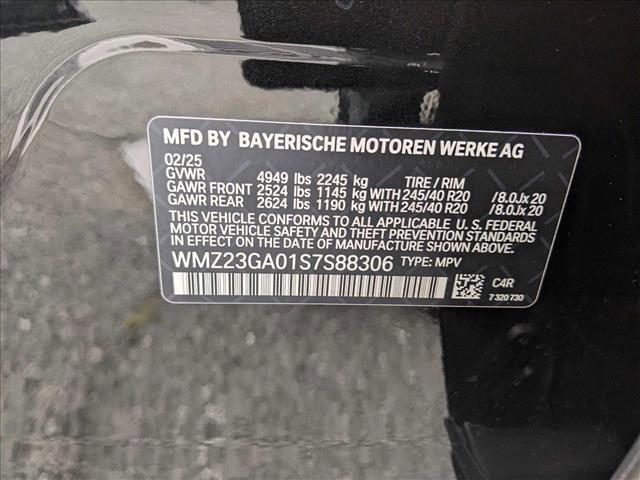 MFD BY BAYERISCHE MOTOREN WERKE AG
02/25
GVWR 4949 lbs 2245 kg TIRE / RIM
GAWR FRONT 2524 lbs 1145 kg WITH 245/40 R20 /8.0Jx20
GAWR REAR 2624 lbs 1190 kg WITH 245/40 R20 /8.0Jx20
THIS VEHICLE CONFORMS TO ALL APPLICABLE U.S. FEDERAL
MOTOR VEHICLE SAFETY AND THEFT PREVENTION STANDARDS
IN EFFECT ON THE DATE OF MANUFACTURE SHOWN ABOVE.
WMZ23GA01S7S88306 TYPE: MPV
C4R
7 320 730